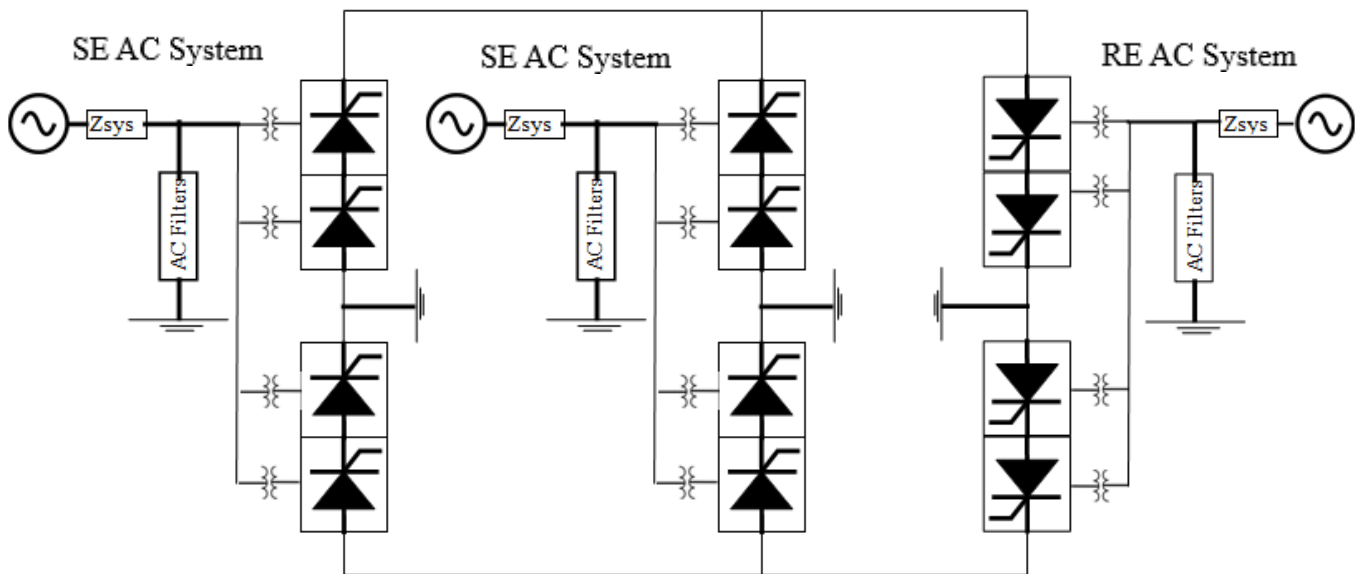 SE AC System
SE AC System
RE AC System
Zsys
Zsys
Zsys
AC Filters
AC Filters
AC Filters